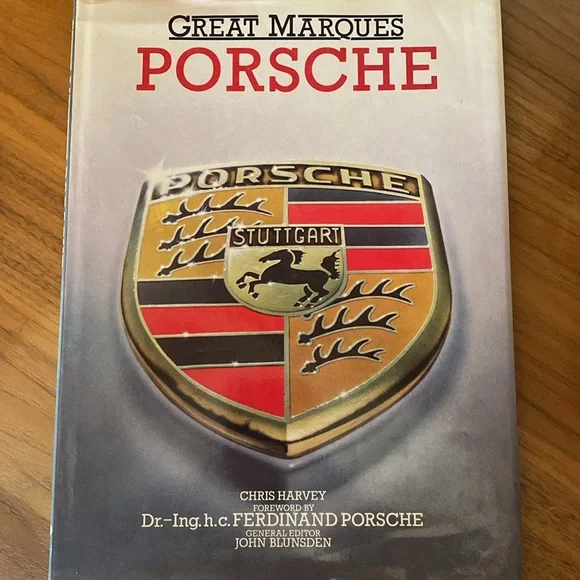 GREAT MARQUES
PORSCHE
PORSCHE
STUTTGART
CHRIS HARVEY
FOREWORD BY
Dr.-Ing. h.c. FERDINAND PORSCHE
GENERAL EDITOR
JOHN BLUNSDEN